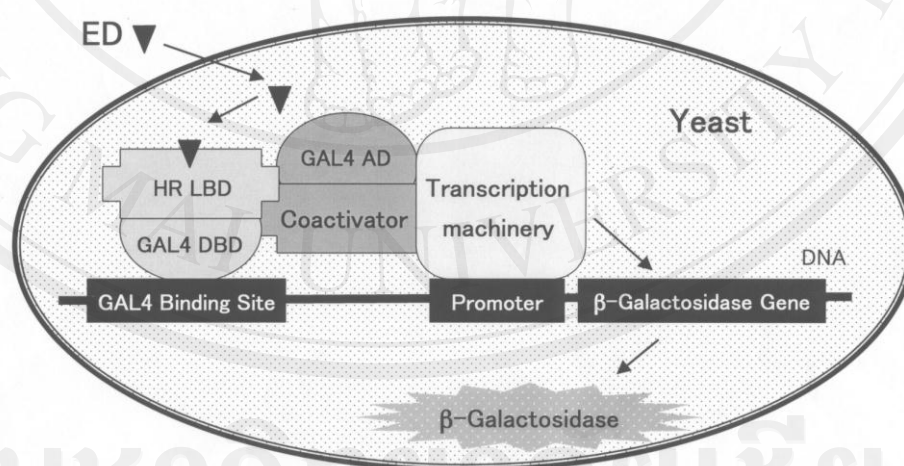 ED
Yeast
GAL4 AD
HR LBD
Transcription
machinery
Coactivator
GAL4 DBD
DNA
GAL4 Binding Site
Promoter
β-Galactosidase Gene
β-Galactosidase